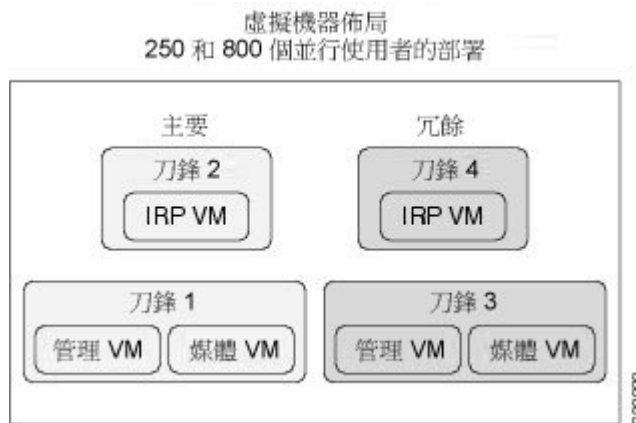 虛擬機器佈局
250 和 800 個並行使用者的部署
主要
冗餘
刀鋒 2
IRP VM
刀鋒 4
IRP VM
刀鋒 1
管理 VM
媒體 VM
刀鋒 3
管理 VM
媒體 VM